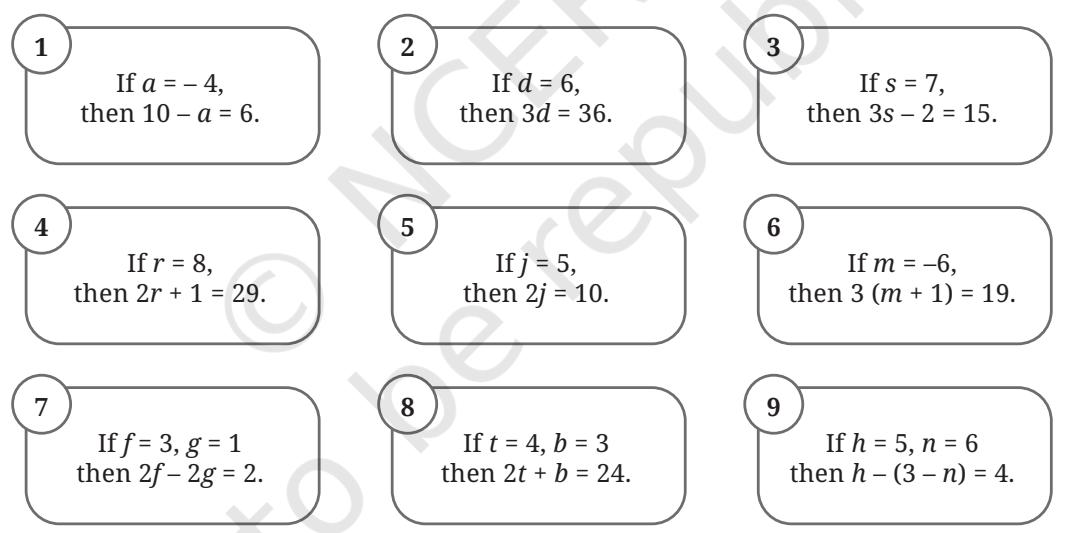 1
If a = – 4,
then 10 – a = 6.
2
If d = 6,
then 3d = 36.
3
If s = 7,
then 3s – 2 = 15.
4
If r = 8,
then 2r + 1 = 29.
5
If j = 5,
then 2j = 10.
6
If m = –6,
then 3 (m + 1) = 19.
7
If f = 3, g = 1
then 2f – 2g = 2.
8
If t = 4, b = 3
then 2t + b = 24.
9
If h = 5, n = 6
then h – (3 – n) = 4.
© NCER
to be republi